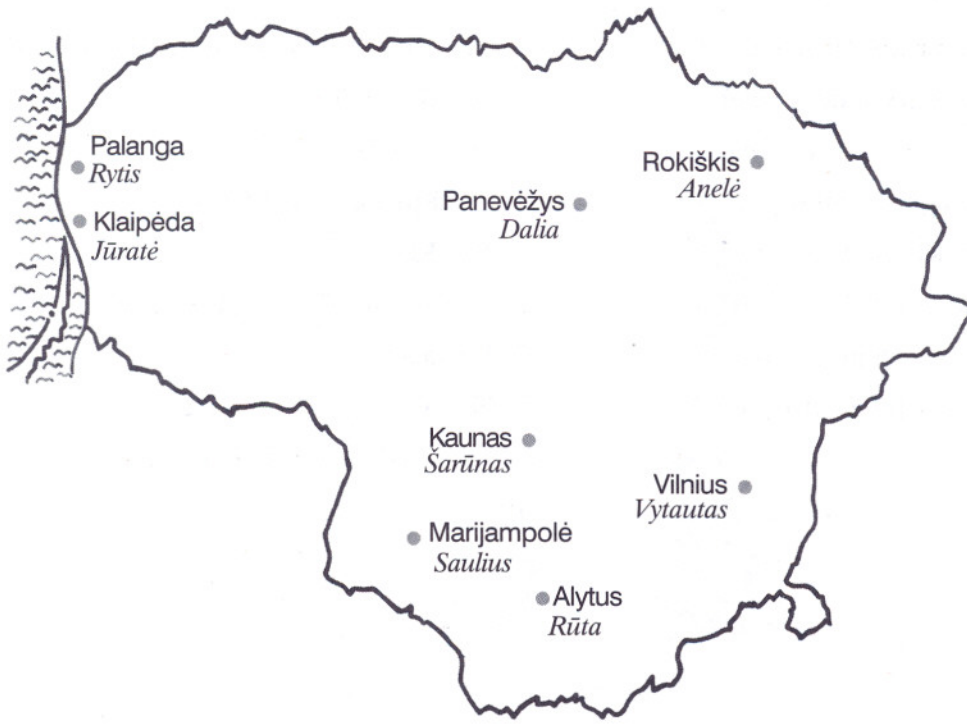 Palanga
Rytis
Klaipėda
Jūratė
Rokiškis
Anelė
Panevėžys
Dalia
Kaunas
Šarūnas
Vilnius
Vytautas
Marijampolė
Saulius
Alytus
Rūta